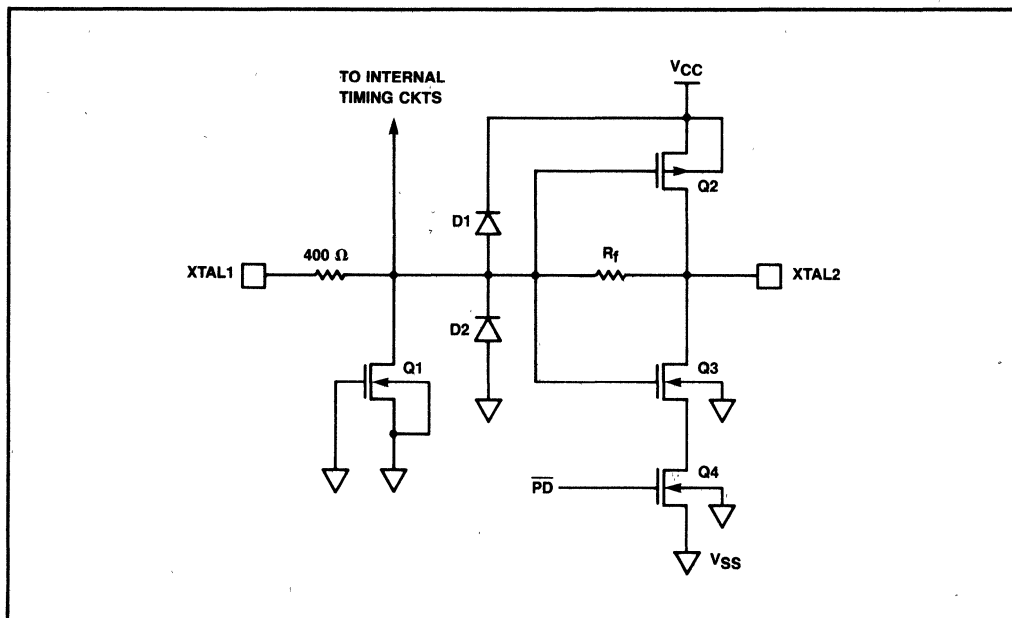 TO INTERNAL
TIMING CKTS
VCC
Q2
D1
400 Ω
Rf
XTAL1
XTAL2
D2
Q1
Q3
Q4
PD
VSS